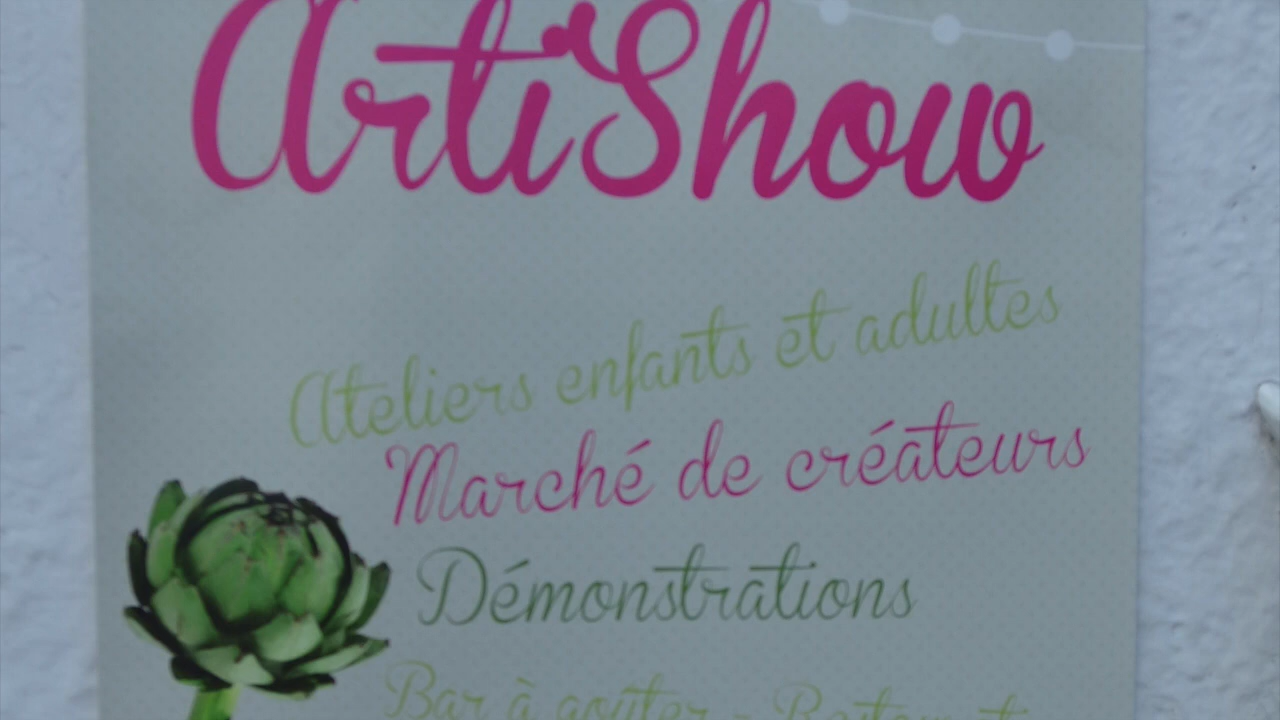 ArtiShow
Ateliers enfants et adultes
Marché de créateurs
Démonstrations
Bar à goûter -